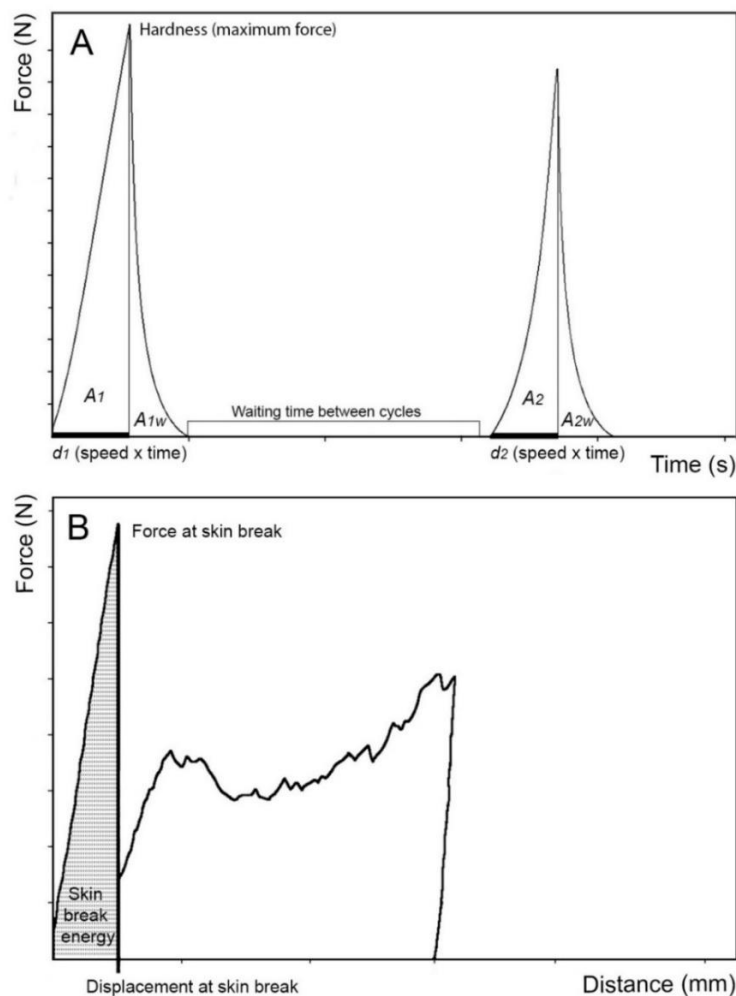 A
Hardness (maximum force)
Force (N)
A1
A1w
Waiting time between cycles
A2
A2w
d1 (speed x time)
d2 (speed x time)
Time (s)
B
Force at skin break
Force (N)
Skin
break
energy
Displacement at skin break
Distance (mm)